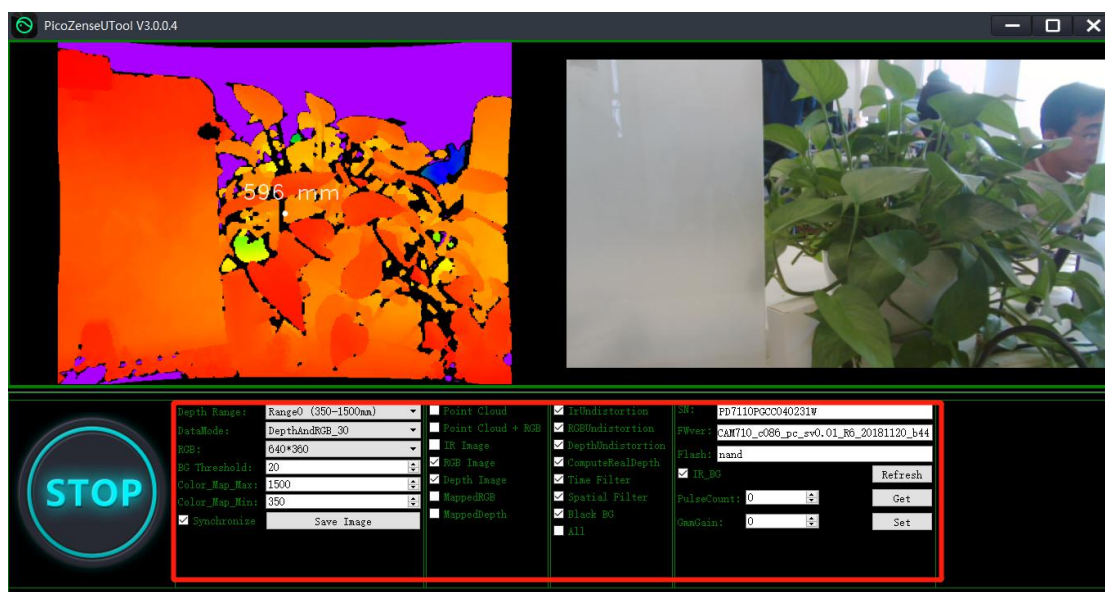 PicoZenseUTool V3.0.0.4
596 mm
STOP
Depth Range: Range0 (350-1500mm)
DataMode: DepthAndRGB_30
RGB: 640*360
BG Threshold: 20
Color_Map_Max: 1500
Color_Map_Min: 350
Synchronize Save Image
Point Cloud
Point Cloud + RGB
IR Image
RGB Image
Depth Image
MappedRGB
MappedDepth
IrUndistortion
RGBUndistortion
DepthUndistortion
ComputeRealDepth
Time Filter
Spatial Filter
Black BG
All
SN: PD7110PGCC040231W
FWver: CAM710_c086_pc_sv0.01_R6_20181120_b44
Flash: nand
IR_BG Refresh
PulseCount: 0 Get
GmmGain: 0 Set